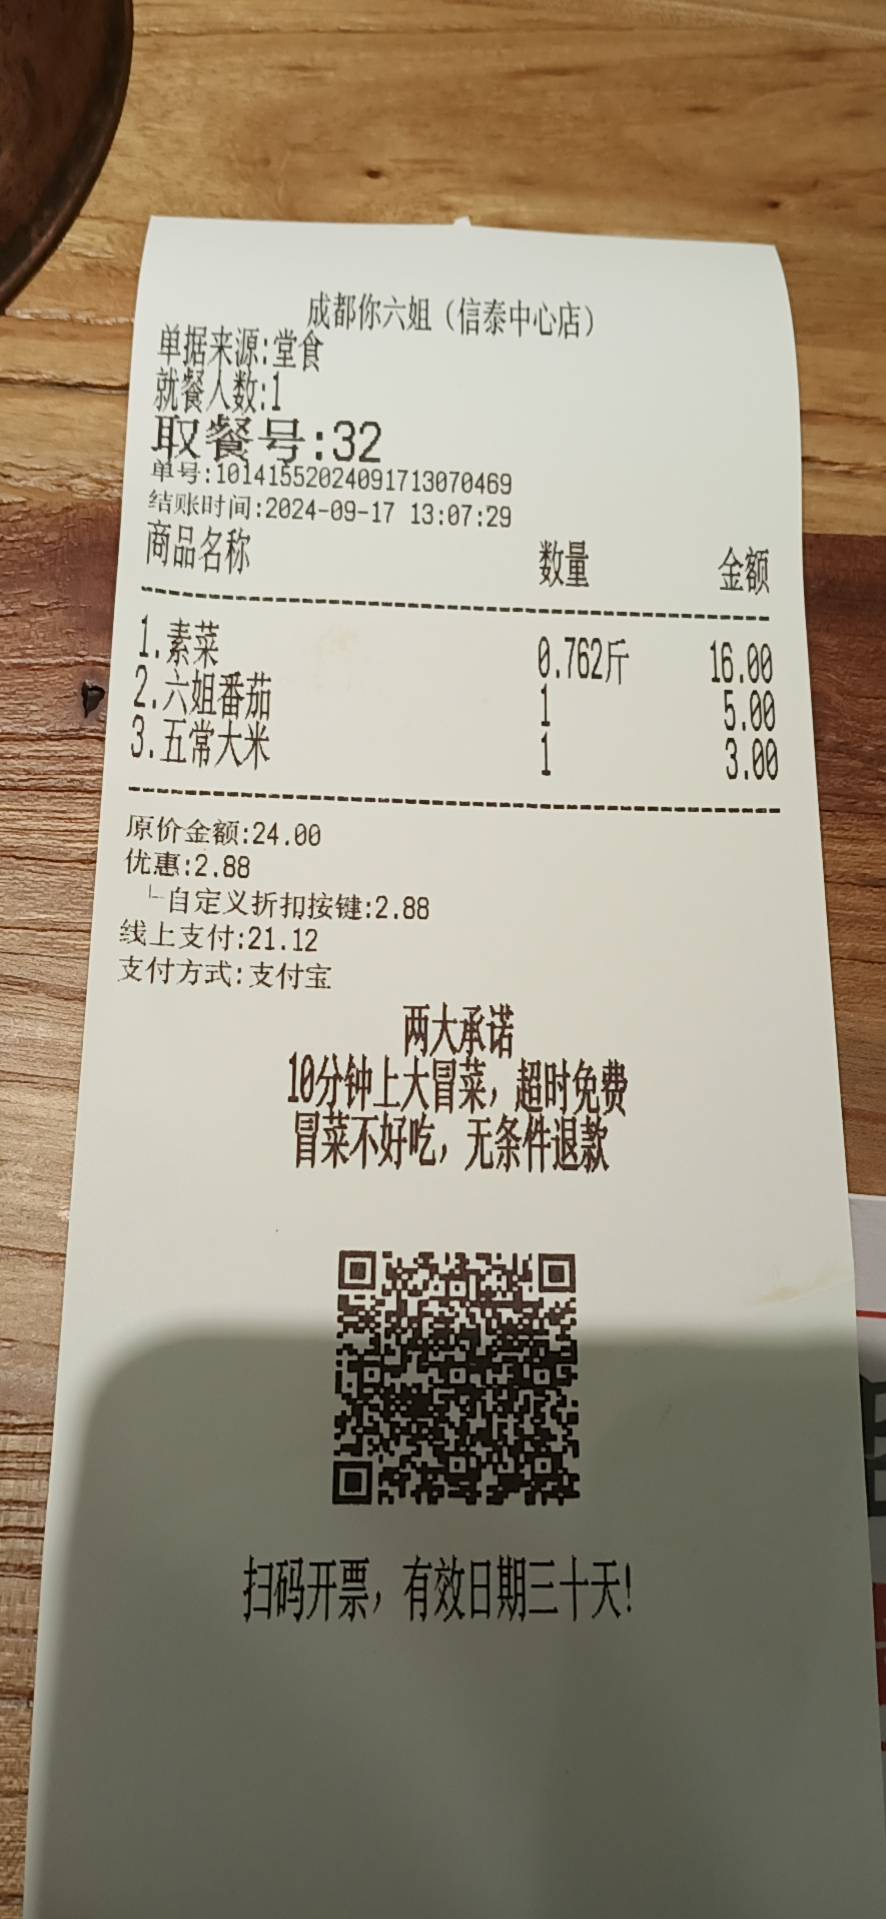 成都你六姐（信泰中心店）
单据来源:堂食
就餐人数:1
取餐号:32
单号:10141552024091713070469
结账时间:2024-09-17 13:07:29
商品名称 数量 金额
1.素菜 0.762斤 16.00
2.六姐番茄 1 5.00
3.五常大米 1 3.00
原价金额:24.00
优惠:2.88
└自定义折扣按键:2.88
线上支付:21.12
支付方式:支付宝
两大承诺
10分钟上大冒菜，超时免费
冒菜不好吃，无条件退款
扫码开票，有效日期三十天!